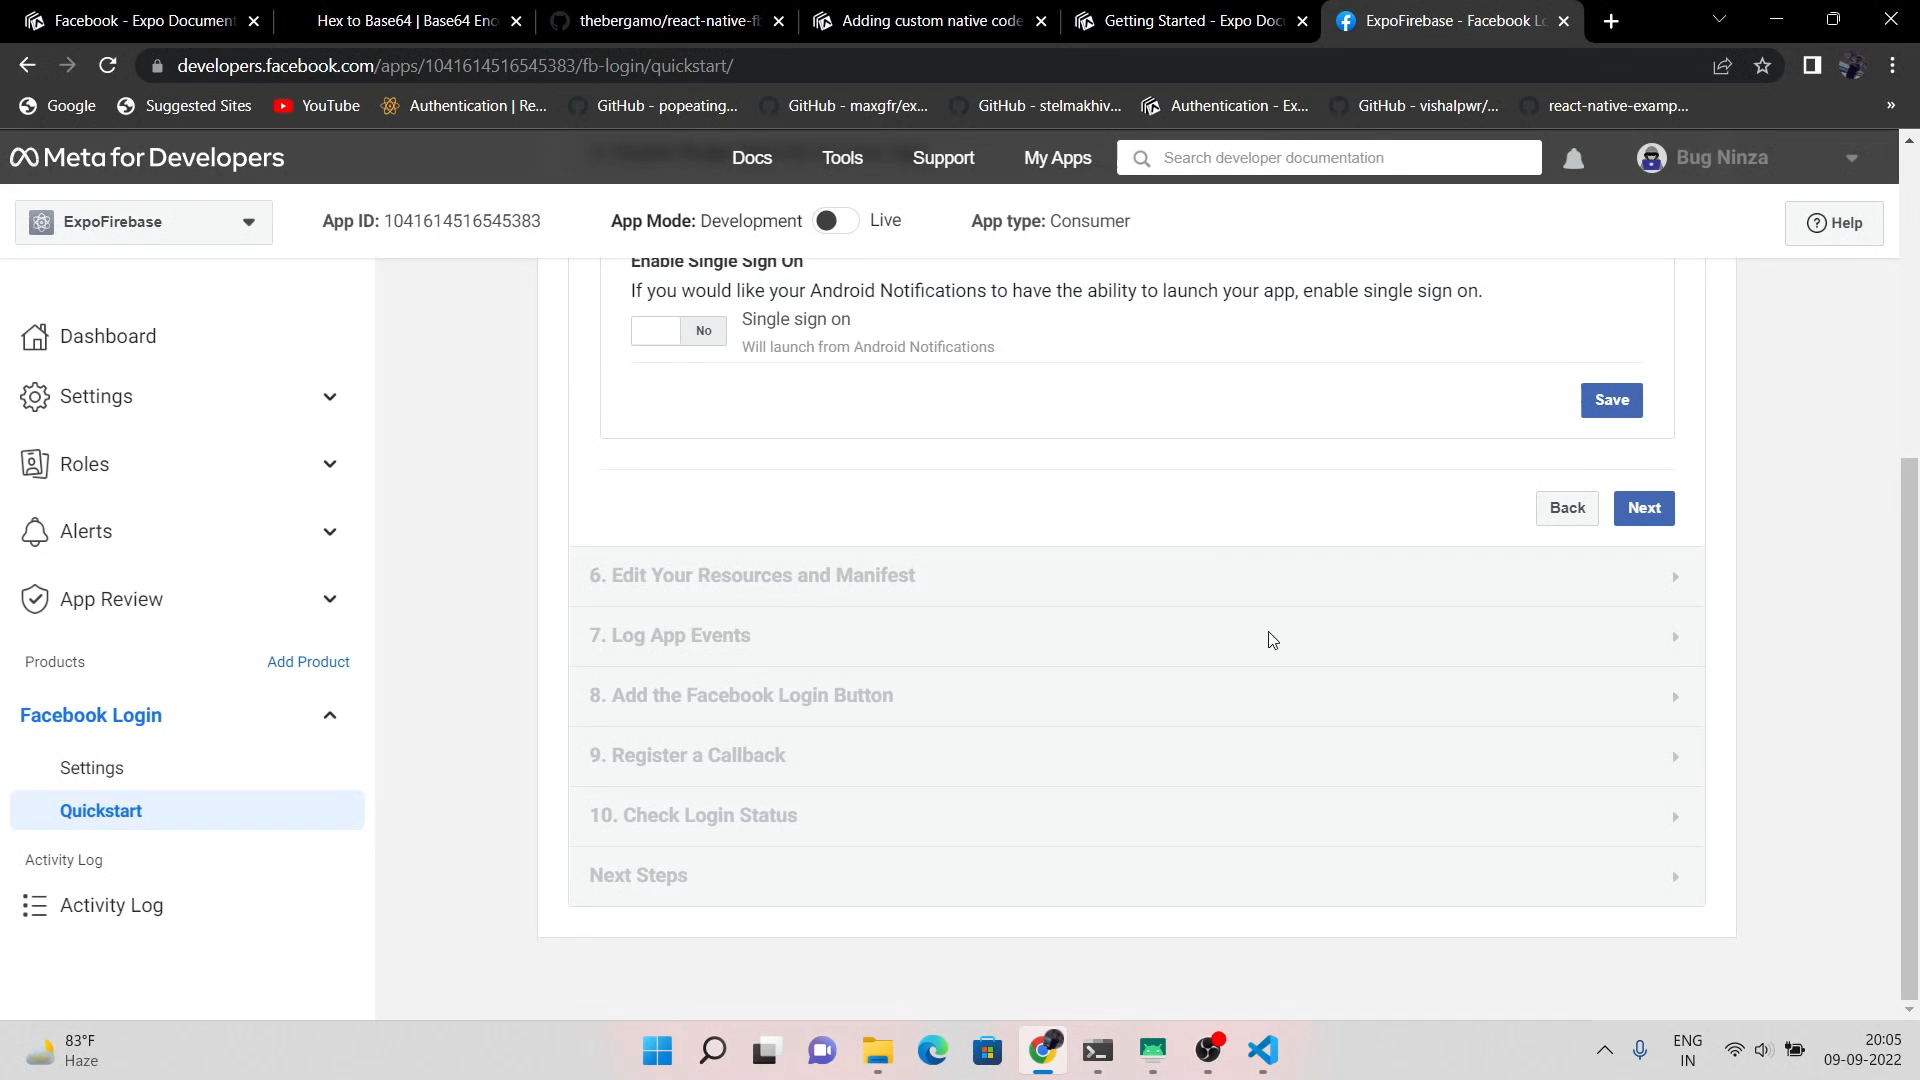 Facebook - Expo Document
Hex to Base64 | Base64 Enc
thebergamo/react-native-fb
Adding custom native code
Getting Started - Expo Doc
ExpoFirebase - Facebook Lo
developers.facebook.com/apps/1041614516545383/fb-login/quickstart/
Google
Suggested Sites
YouTube
Authentication | Re...
GitHub - popeating...
GitHub - maxgfr/ex...
GitHub - stelmakhiv...
Authentication - Ex...
GitHub - vishalpwr/...
react-native-examp...
»
Meta for Developers
Docs
Tools
Support
My Apps
Search developer documentation
Bug Ninza
ExpoFirebase
App ID: 1041614516545383
App Mode: Development
Live
App type: Consumer
? Help
Dashboard
Settings
Roles
Alerts
App Review
Products
Add Product
Facebook Login
Settings
Quickstart
Activity Log
Activity Log
Enable Single Sign On
If you would like your Android Notifications to have the ability to launch your app, enable single sign on.
No
Single sign on
Will launch from Android Notifications
Save
Back
Next
6. Edit Your Resources and Manifest
7. Log App Events
8. Add the Facebook Login Button
9. Register a Callback
10. Check Login Status
Next Steps
83°F
Haze
ENG
IN
20:05
09-09-2022